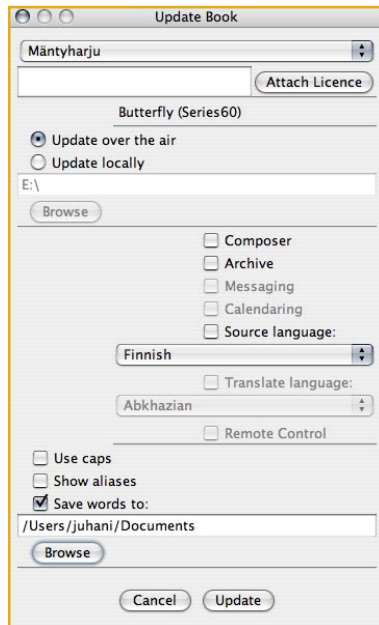 Update Book
Mäntyharju
Attach Licence
Butterfly (Series60)
Update over the air
Update locally
E:\
Browse
Composer
Archive
Messaging
Calendaring
Source language:
Finnish
Translate language:
Abkhazian
Remote Control
Use caps
Show aliases
Save words to:
/Users/juhani/Documents
Browse
Cancel Update